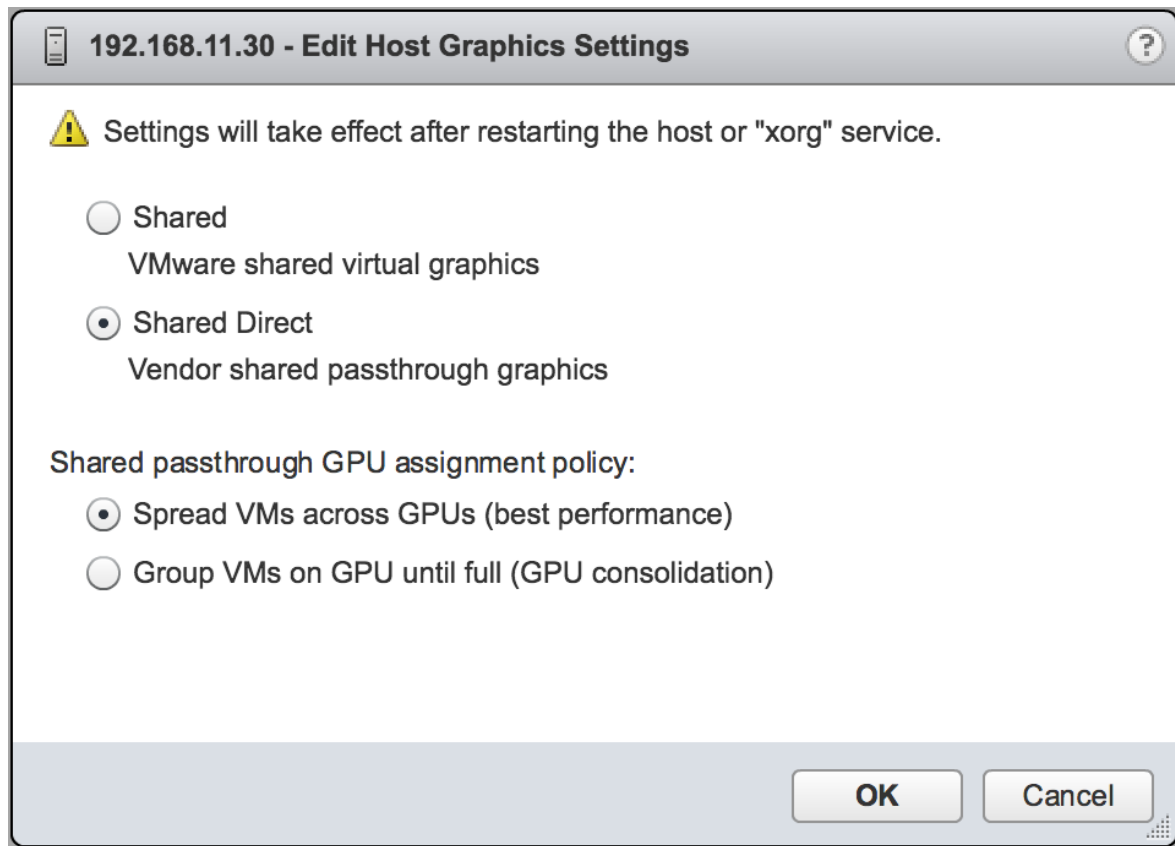 192.168.11.30 - Edit Host Graphics Settings
?
Settings will take effect after restarting the host or "xorg" service.
Shared
VMware shared virtual graphics
Shared Direct
Vendor shared passthrough graphics
Shared passthrough GPU assignment policy:
Spread VMs across GPUs (best performance)
Group VMs on GPU until full (GPU consolidation)
OK Cancel